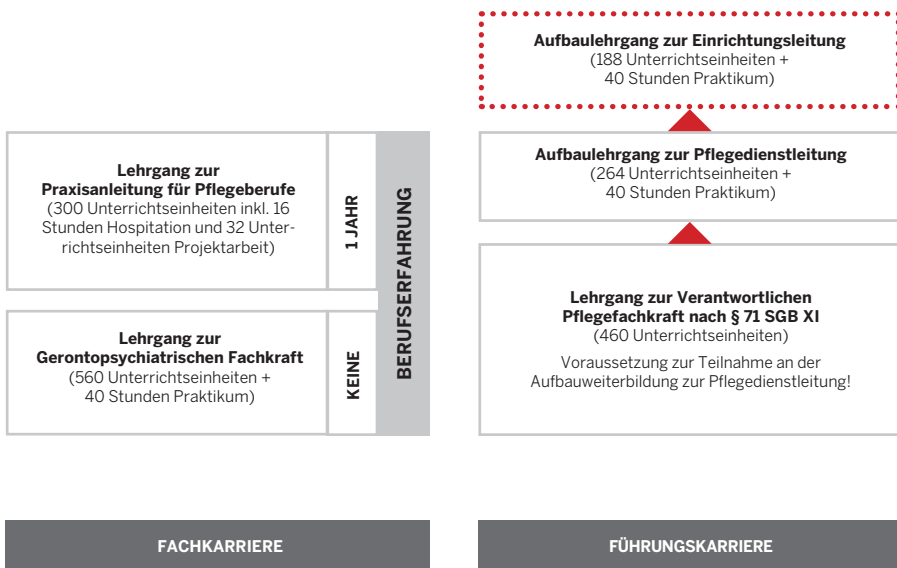 Aufbaulehrgang zur Einrichtungsleitung
(188 Unterrichtseinheiten +
40 Stunden Praktikum)
Lehrgang zur
Praxisanleitung für Pflegeberufe
(300 Unterrichtseinheiten inkl. 16
Stunden Hospitation und 32 Unter-
richtseinheiten Projektarbeit)
1 JAHR
BERUFSERFAHRUNG
Aufbaulehrgang zur Pflegedienstleitung
(264 Unterrichtseinheiten +
40 Stunden Praktikum)
Lehrgang zur
Gerontopsychiatrischen Fachkraft
(560 Unterrichtseinheiten +
40 Stunden Praktikum)
KEINE
Lehrgang zur Verantwortlichen
Pflegefachkraft nach § 71 SGB XI
(460 Unterrichtseinheiten)
Voraussetzung zur Teilnahme an der
Aufbauweiterbildung zur Pflegedienstleitung!
FACHKARRIERE
FÜHRUNGSKARRIERE